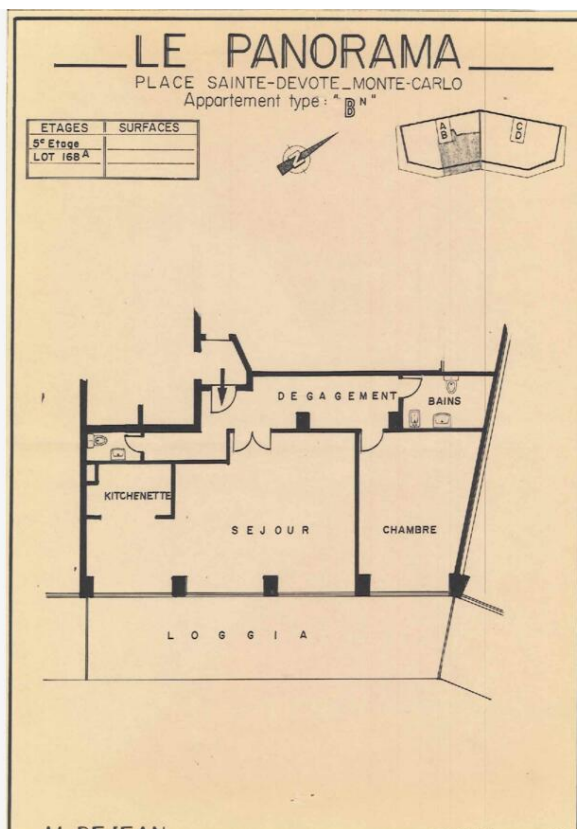 LE PANORAMA
PLACE SAINTE-DEVOTE_MONTE-CARLO
Appartement type: "BN"
ETAGES SURFACES
5e Etage
LOT 168A
A
B
C
D
N
DEGAGEMENT
BAINS
KITCHENETTE
SEJOUR
CHAMBRE
LOGGIA